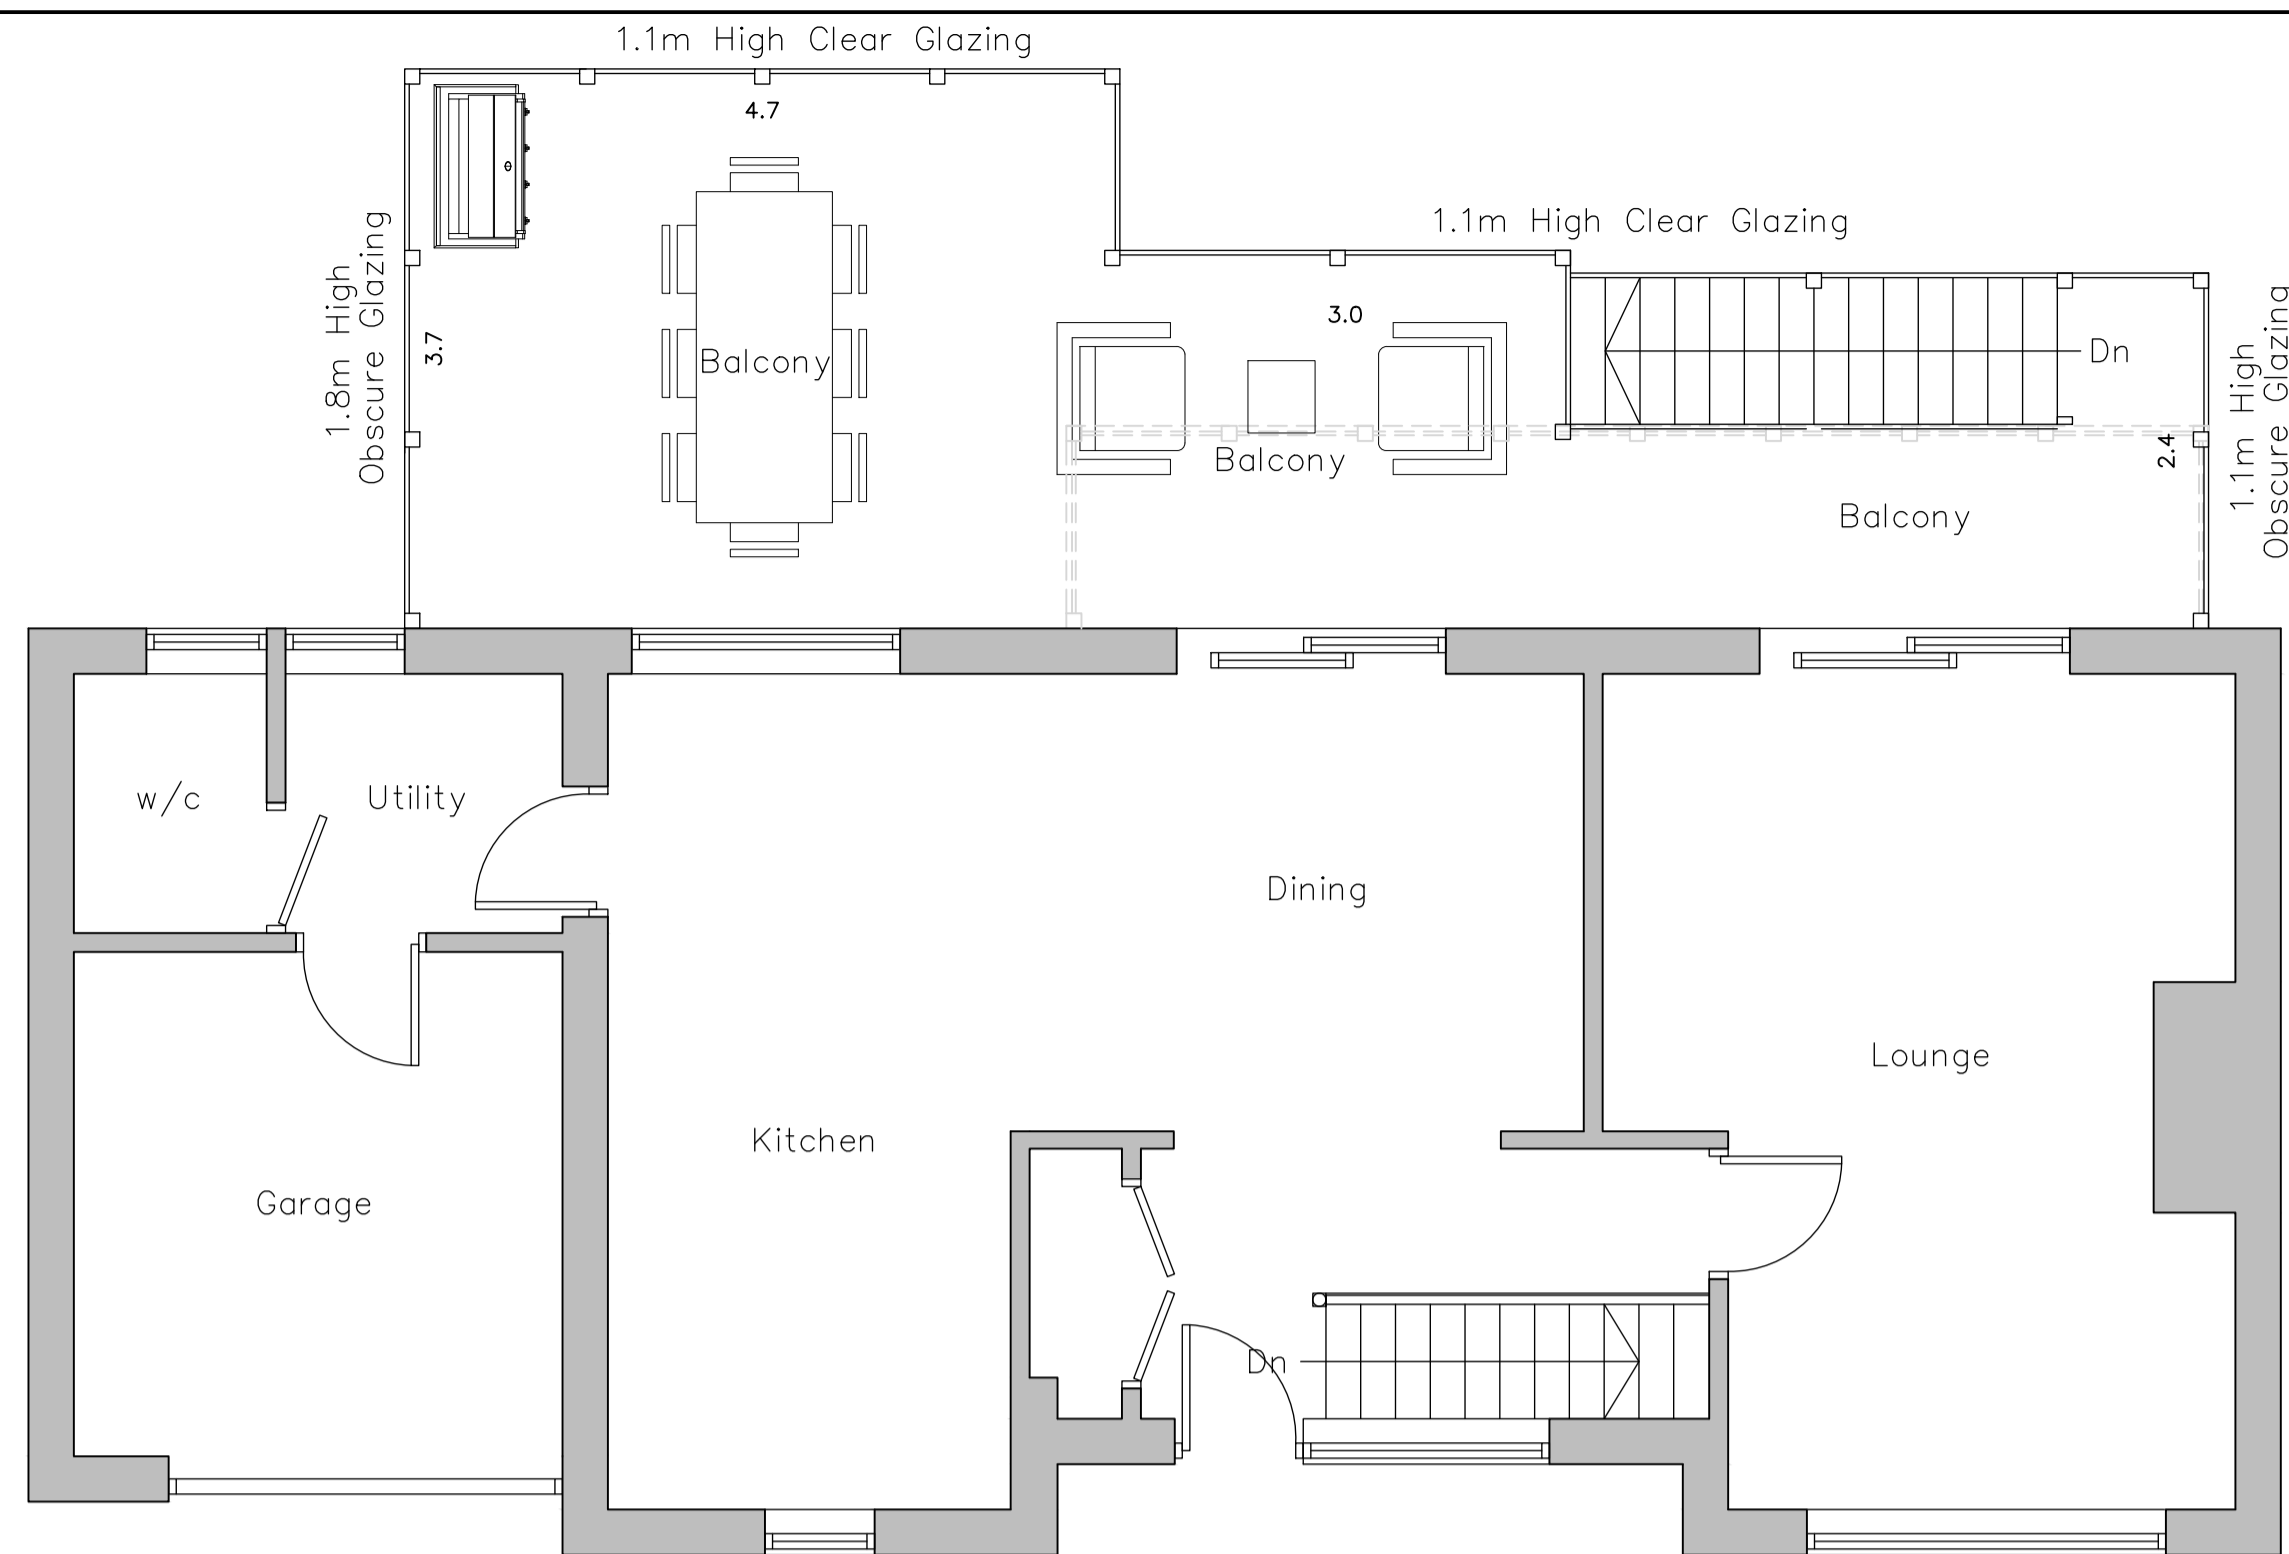 1.1m High Clear Glazing
4.7
1.1m High Clear Glazing
1.8m High
Obscure Glazing
3.7
Balcony
3.0
Balcony
Dn
2.4
Balcony
1.1m High
Obscure Glazing
w/c
Utility
Dining
Lounge
Kitchen
Garage
Dn